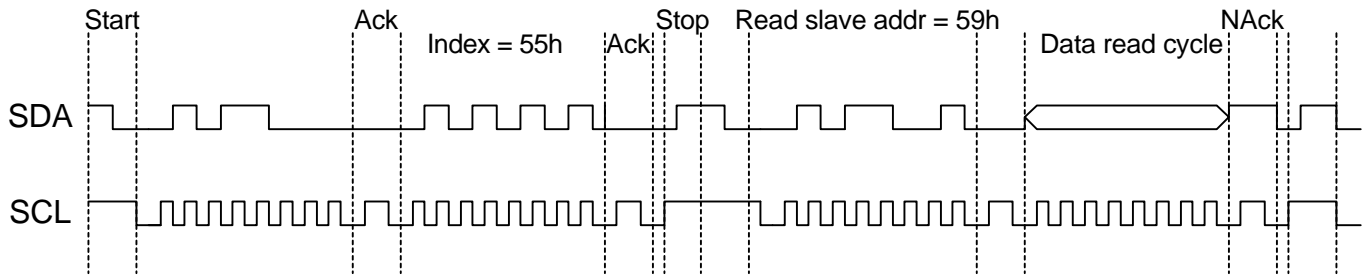 Start Ack Stop Read slave addr = 59h NAck
Index = 55h Ack Data read cycle
SDA
SCL